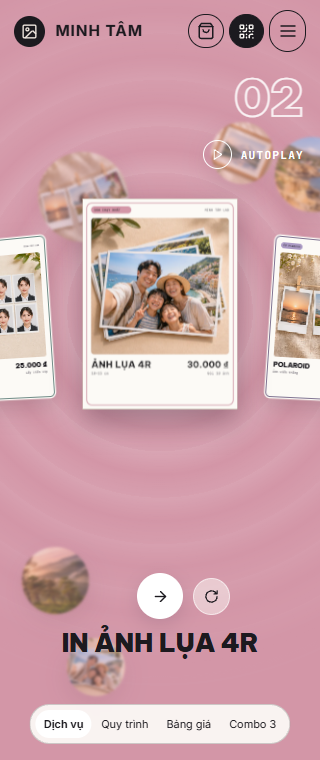 MINH TÂM
02
AUTOPLAY
25.000 ₫
ẢNH LỤA 4R
30.000 ₫
POLAROID
IN ẢNH LỤA 4R
Dịch vụ
Quy trình
Bảng giá
Combo 3